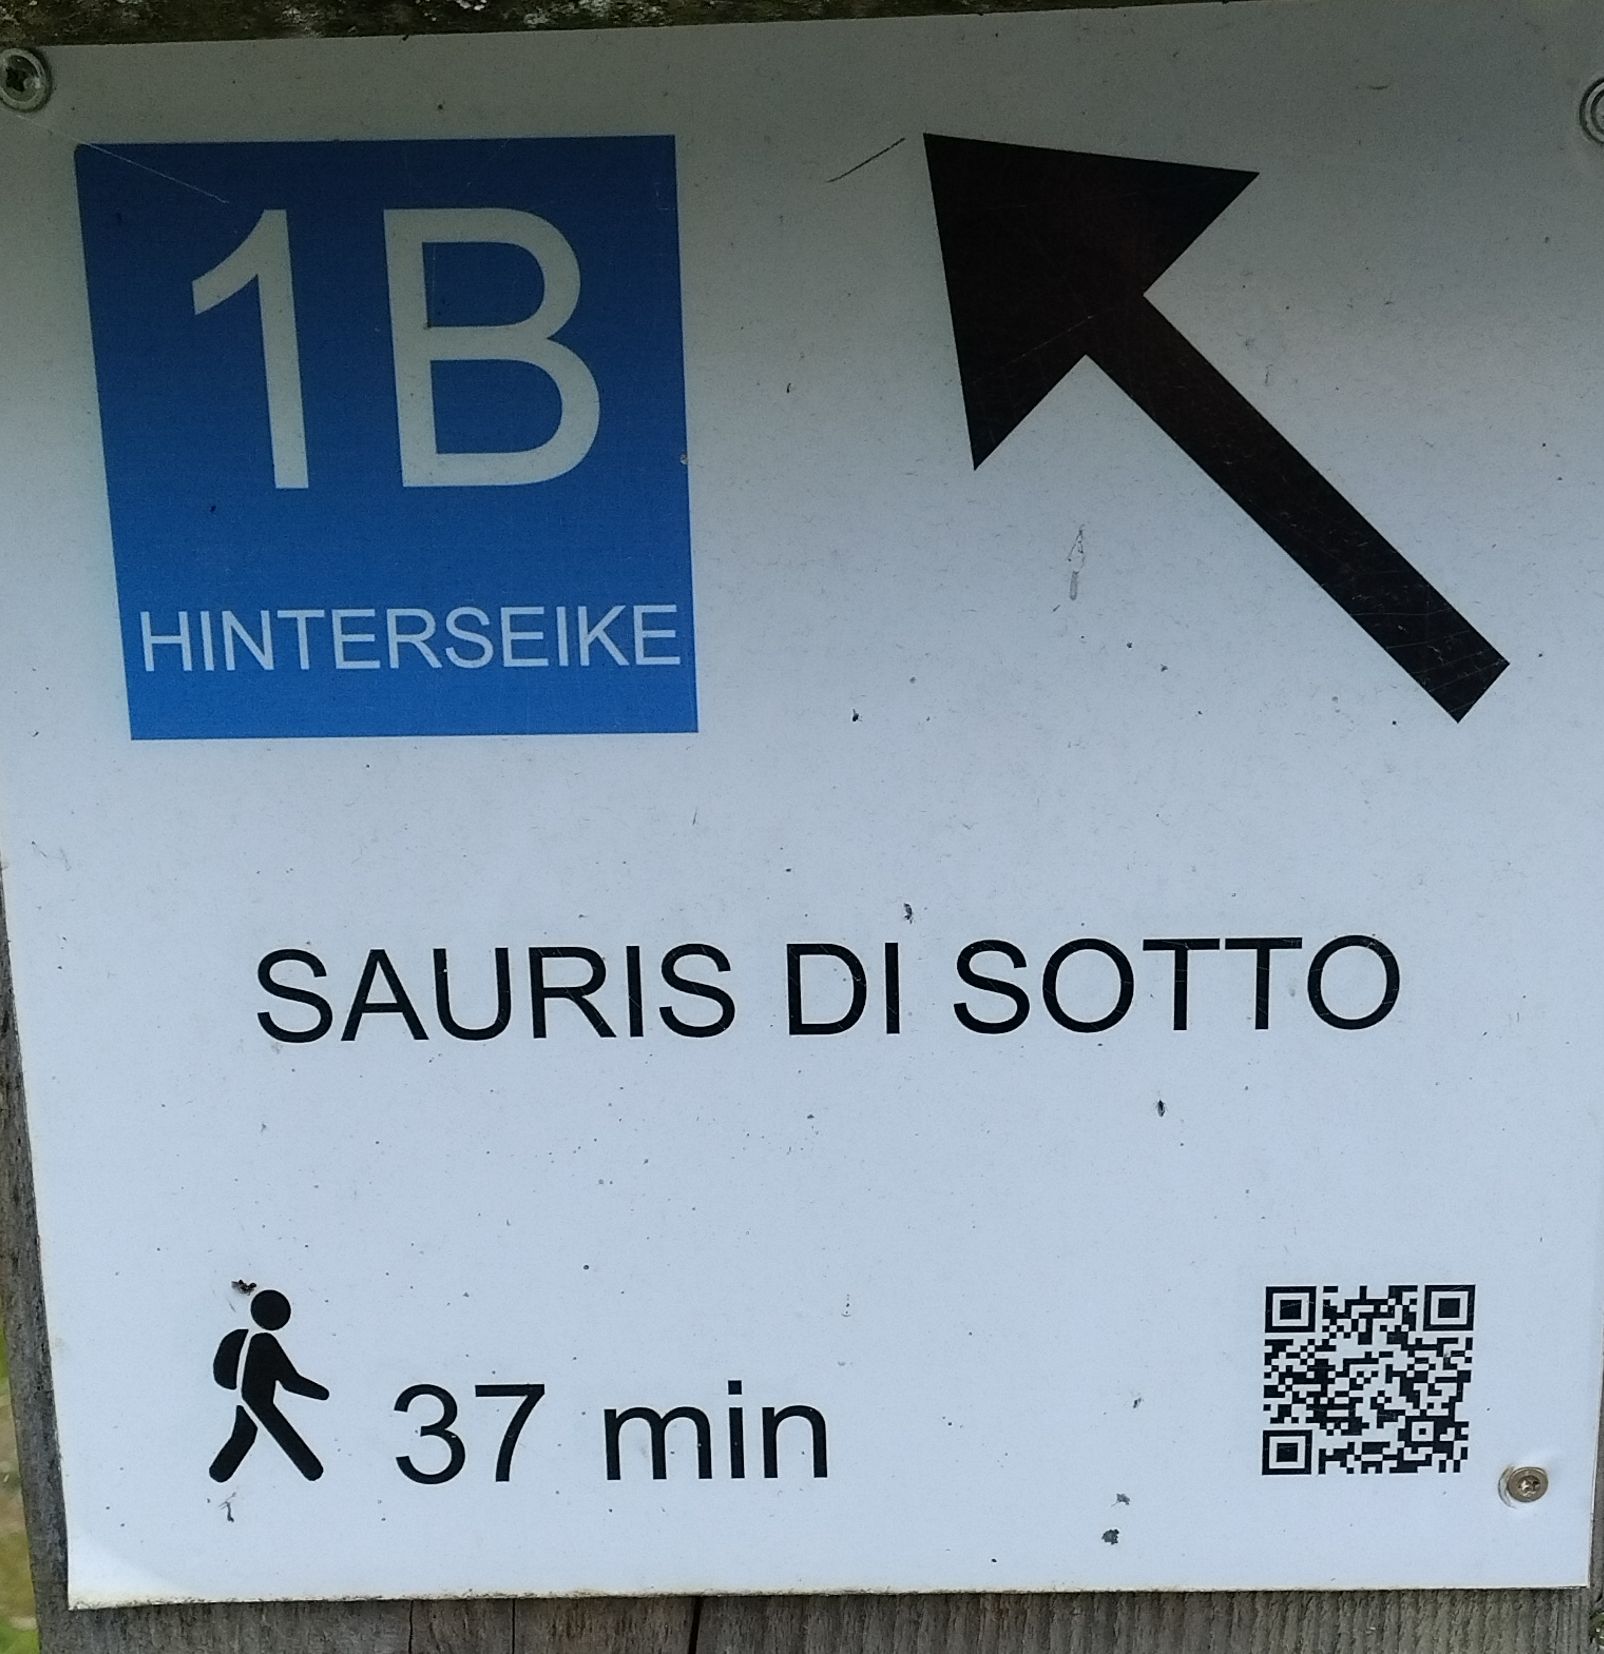 1B
HINTERSEIKE
SAURIS DI SOTTO
37 min